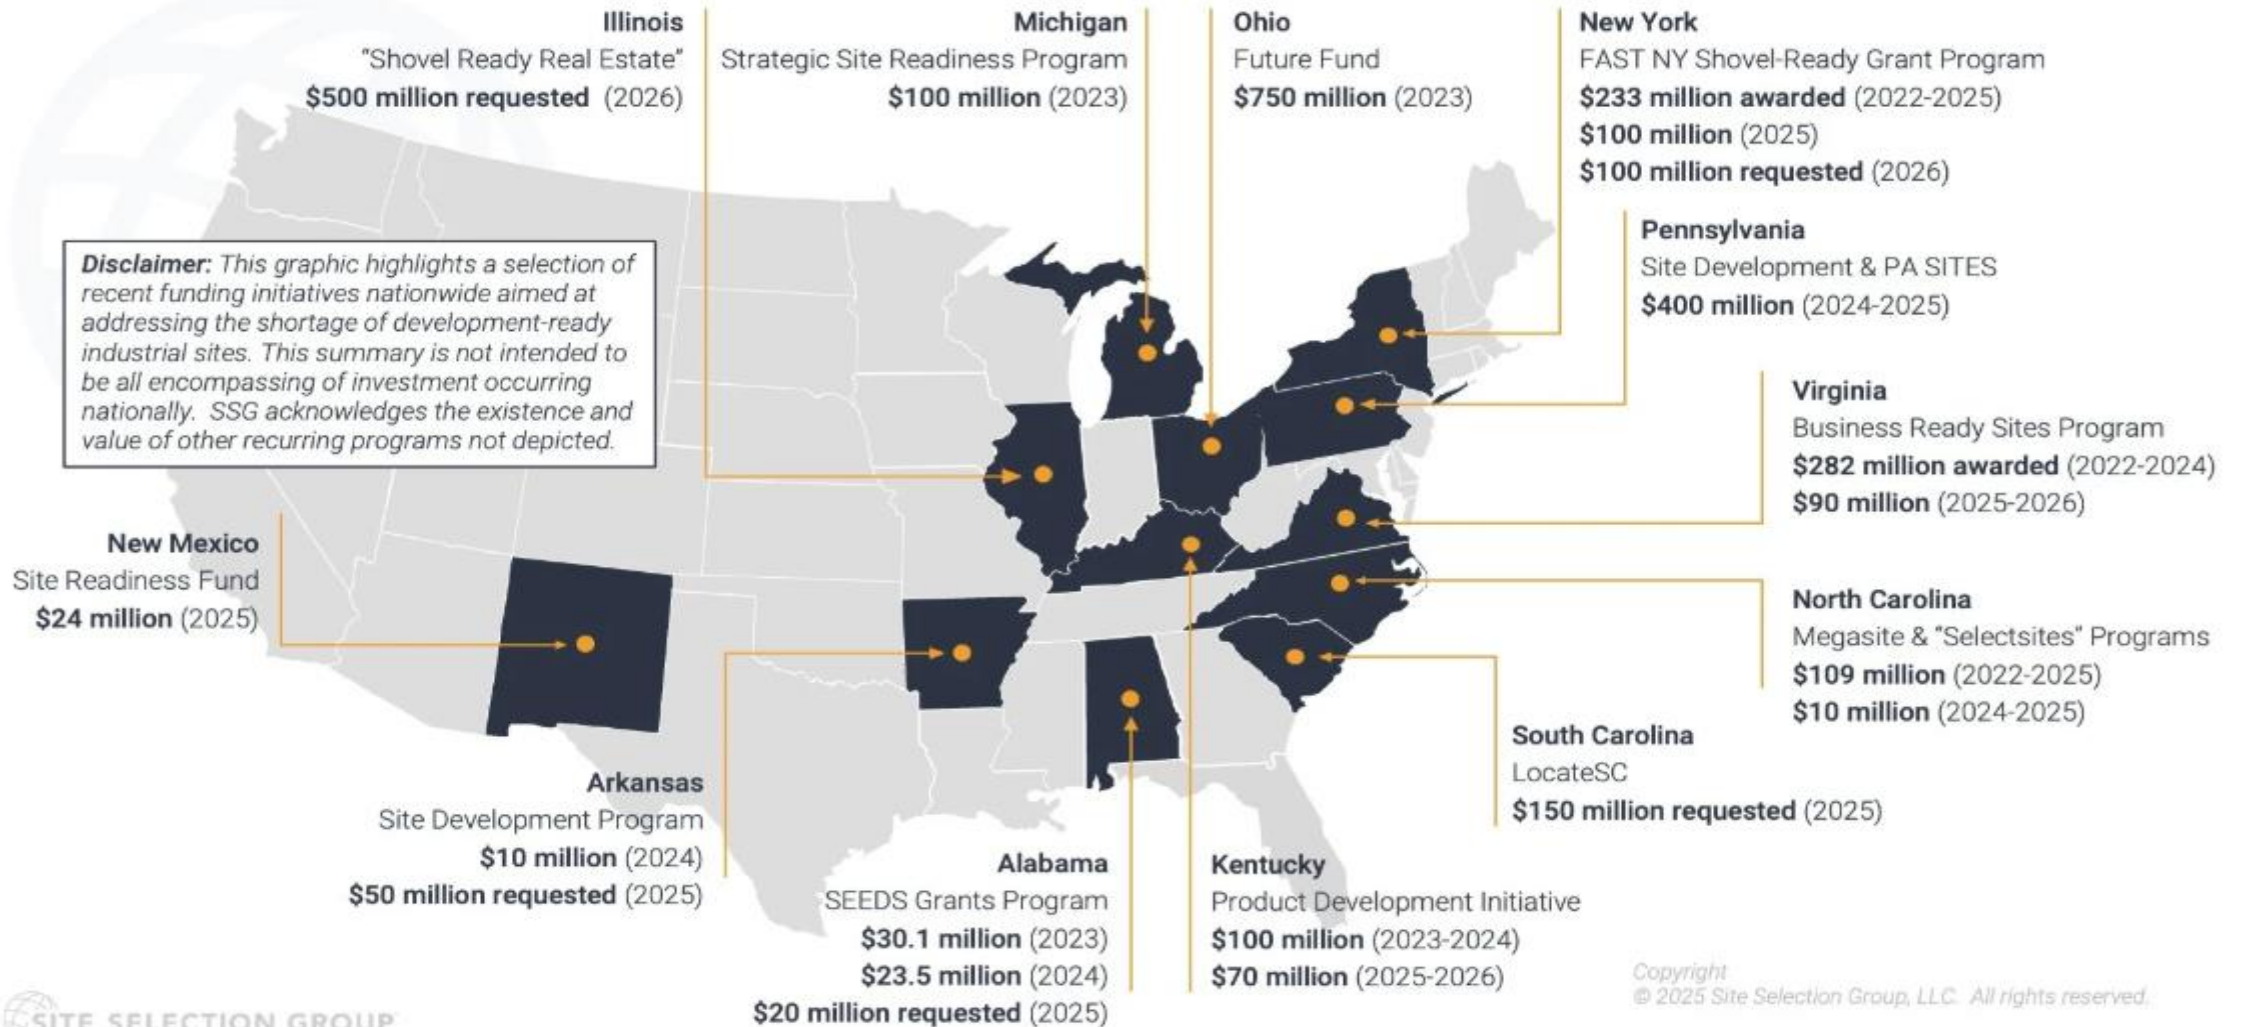 Illinois
"Shovel Ready Real Estate"
$500 million requested (2026)
Michigan
Strategic Site Readiness Program
$100 million (2023)
Ohio
Future Fund
$750 million (2023)
New York
FAST NY Shovel-Ready Grant Program
$233 million awarded (2022-2025)
$100 million (2025)
$100 million requested (2026)
Pennsylvania
Site Development & PA SITES
$400 million (2024-2025)
Disclaimer: This graphic highlights a selection of
recent funding initiatives nationwide aimed at
addressing the shortage of development-ready
industrial sites. This summary is not intended to
be all encompassing of investment occurring
nationally. SSG acknowledges the existence and
value of other recurring programs not depicted.
Virginia
Business Ready Sites Program
$282 million awarded (2022-2024)
$90 million (2025-2026)
New Mexico
Site Readiness Fund
$24 million (2025)
North Carolina
Megasite & "Selectsites" Programs
$109 million (2022-2025)
$10 million (2024-2025)
South Carolina
LocateSC
$150 million requested (2025)
Arkansas
Site Development Program
$10 million (2024)
$50 million requested (2025)
Alabama
SEEDS Grants Program
$30.1 million (2023)
$23.5 million (2024)
$20 million requested (2025)
Kentucky
Product Development Initiative
$100 million (2023-2024)
$70 million (2025-2026)
Copyright
© 2025 Site Selection Group, LLC. All rights reserved.
SITE SELECTION GROUP